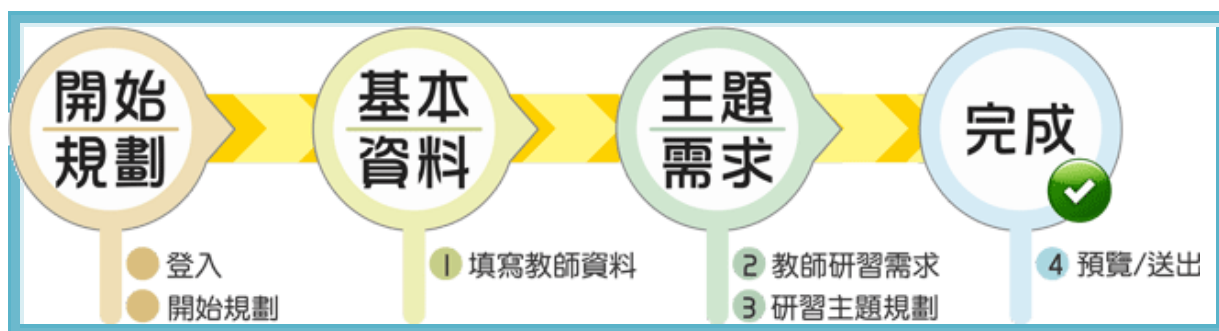 開始
規劃
基本
資料
主題
需求
完成
登入
開始規劃
1 填寫教師資料
2 教師研習需求
3 研習主題規劃
4 預覽/送出